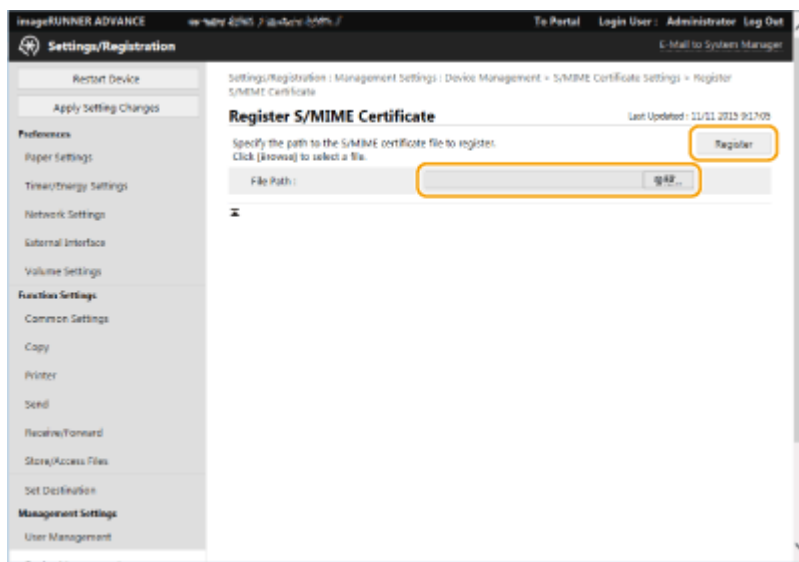 imageRUNNER ADVANCE
To Portal Login User : Administrator Log Out
Settings/Registration
E-Mail to System Manager
Restart Device
Apply Setting Changes
Preferences
Paper Settings
Timer/Energy Settings
Network Settings
External Interface
Volume Settings
Function Settings
Common Settings
Copy
Printer
Send
Receive/Forward
Store/Access Files
Set Destination
Management Settings
User Management
Settings/Registration : Management Settings : Device Management > S/MIME Certificate Settings > Register
S/MIME Certificate
Register S/MIME Certificate
Last Updated : 11/11 2015 9:17:05
Specify the path to the S/MIME certificate file to register.
Click [Browse] to select a file.
Register
File Path :